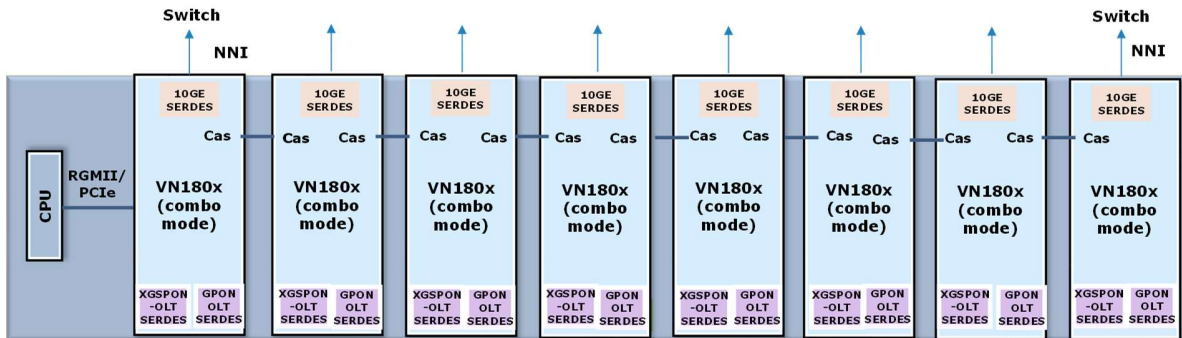 Switch
Switch
NNI
NNI
10GE
SERDES
10GE
SERDES
10GE
SERDES
10GE
SERDES
10GE
SERDES
10GE
SERDES
10GE
SERDES
10GE
SERDES
Cas
Cas
Cas
Cas
Cas
Cas
Cas
Cas
Cas
Cas
Cas
Cas
Cas
CPU
RGMII/
PCIe
VN180x
(combo
mode)
VN180x
(combo
mode)
VN180x
(combo
mode)
VN180x
(combo
mode)
VN180x
(combo
mode)
VN180x
(combo
mode)
VN180x
(combo
mode)
VN180x
(combo
mode)
XGSPON
-OLT
SERDES
GPON
OLT
SERDES
XGSPON
-OLT
SERDES
GPON
OLT
SERDES
XGSPON
-OLT
SERDES
GPON
OLT
SERDES
XGSPON
-OLT
SERDES
GPON
OLT
SERDES
XGSPON
-OLT
SERDES
GPON
OLT
SERDES
XGSPON
-OLT
SERDES
GPON
OLT
SERDES
XGSPON
-OLT
SERDES
GPON
OLT
SERDES
XGSPON
-OLT
SERDES
GPON
OLT
SERDES